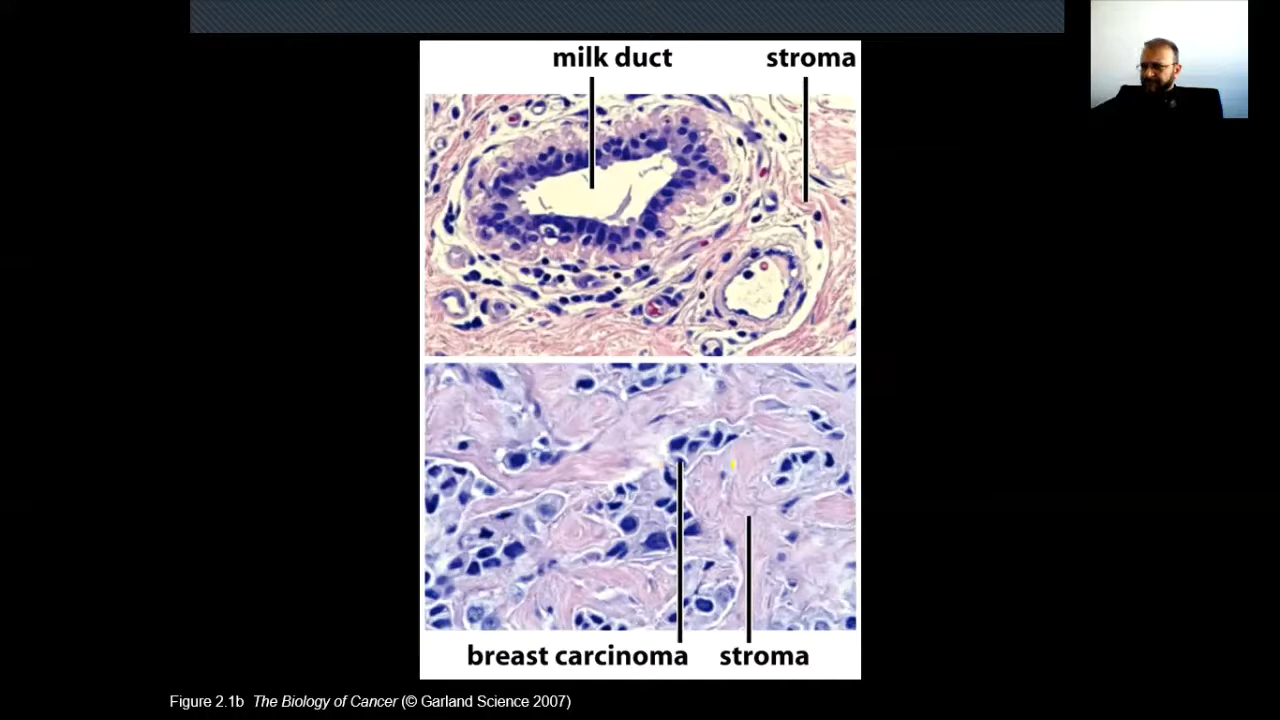 milk duct stroma
breast carcinoma stroma
Figure 2.1b The Biology of Cancer (© Garland Science 2007)